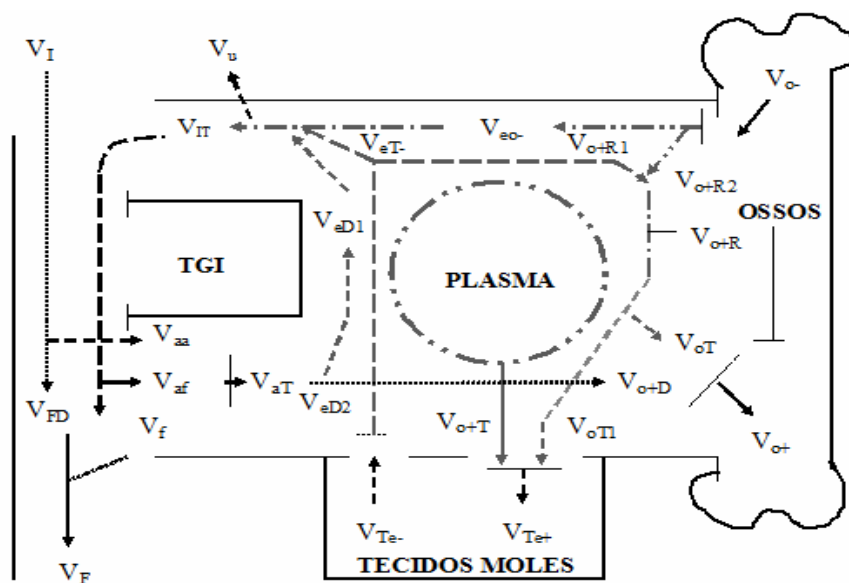 V_I
V_u
V_o-
V_IT
V_eT-
V_eo-
V_o+R1
V_o+R2
OSSOS
V_eD1
V_o+R
TGI
PLASMA
V_aa
V_oT
V_af
V_aT
V_eD2
V_o+D
V_FD
V_f
V_o+T
V_oT1
V_o+
V_Te-
V_Te+
V_F
TECIDOS MOLES